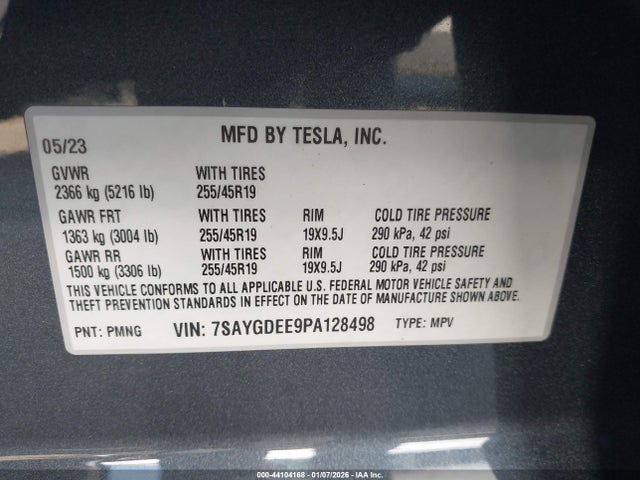 05/23 MFD BY TESLA, INC.
GVWR WITH TIRES
2366 kg (5216 lb) 255/45R19
GAWR FRT WITH TIRES RIM COLD TIRE PRESSURE
1363 kg (3004 lb) 255/45R19 19X9.5J 290 kPa, 42 psi
GAWR RR WITH TIRES RIM COLD TIRE PRESSURE
1500 kg (3306 lb) 255/45R19 19X9.5J 290 kPa, 42 psi
THIS VEHICLE CONFORMS TO ALL APPLICABLE U.S. FEDERAL MOTOR VEHICLE SAFETY AND
THEFT PREVENTION STANDARDS IN EFFECT ON THE DATE OF MANUFACTURE SHOWN ABOVE.
PNT: PMNG VIN: 7SAYGDEE9PA128498 TYPE: MPV
000-44104168 - 01/07/2026 - IAA Inc.